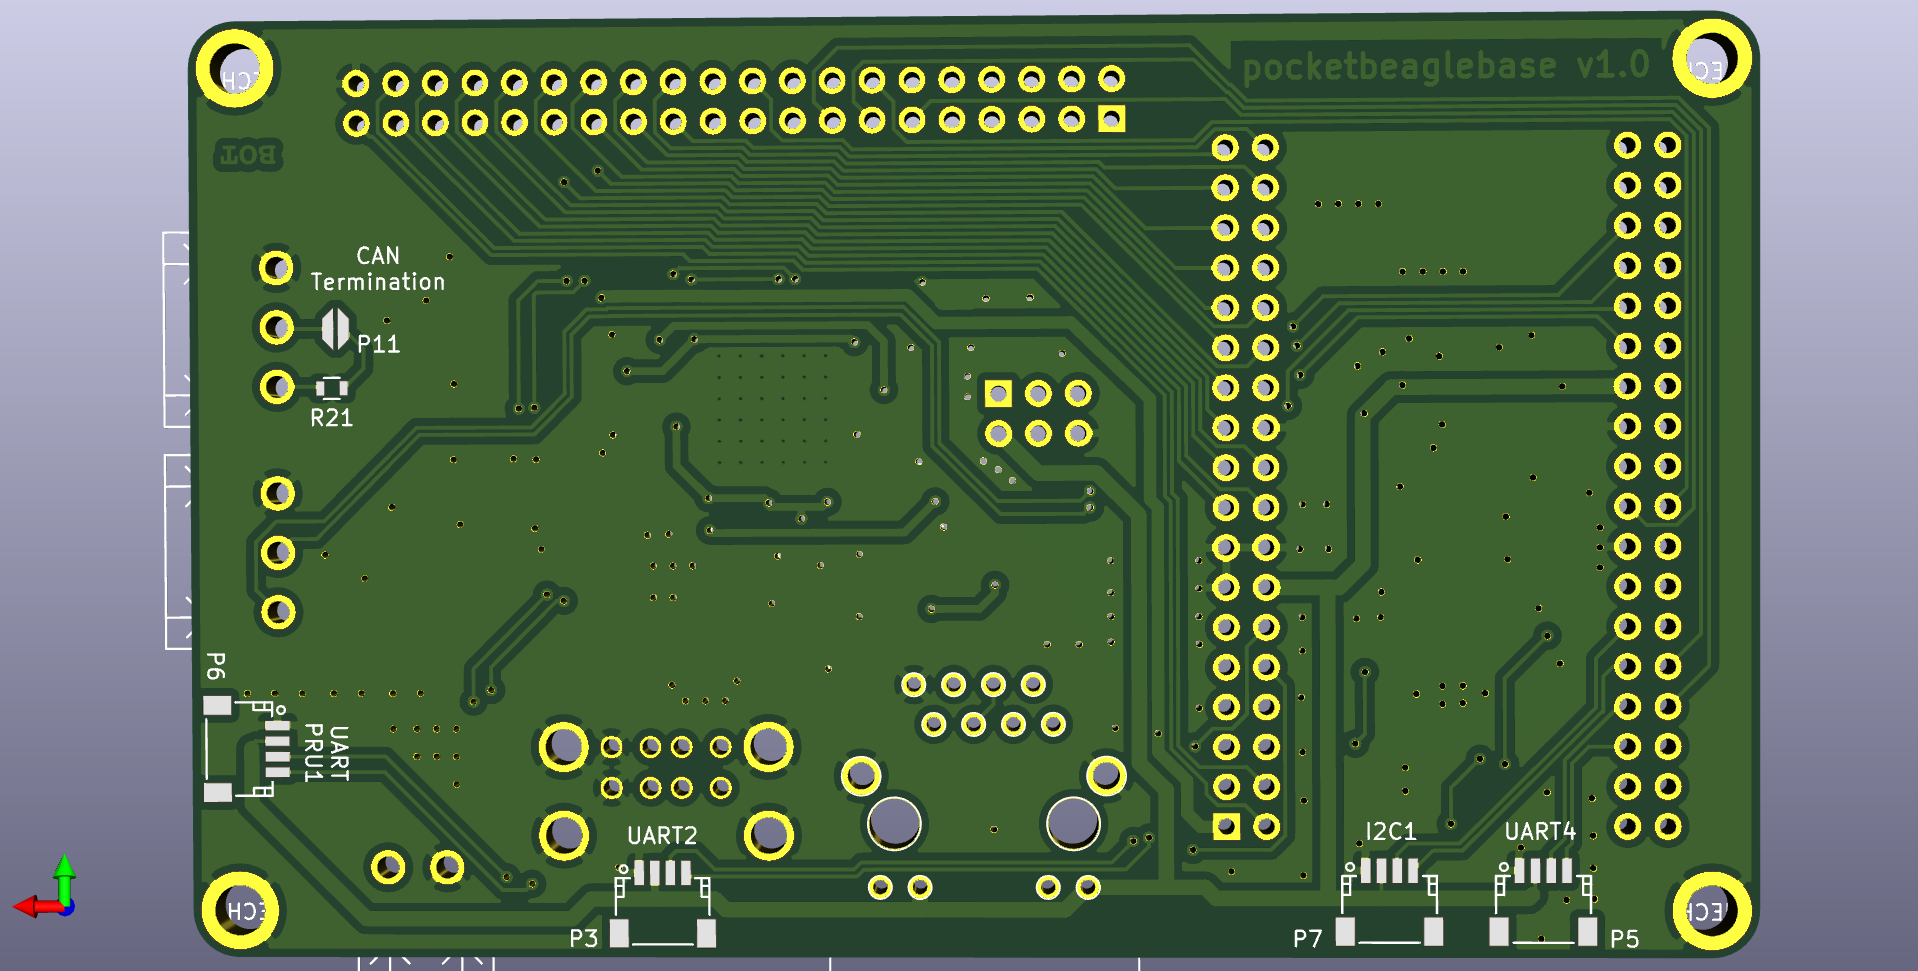 pocketbeaglebase v1.0
BOT
CAN
Termination
P11
R21
P6
UART
PRU1
UART2
P3
I2C1
UART4
P7
P5